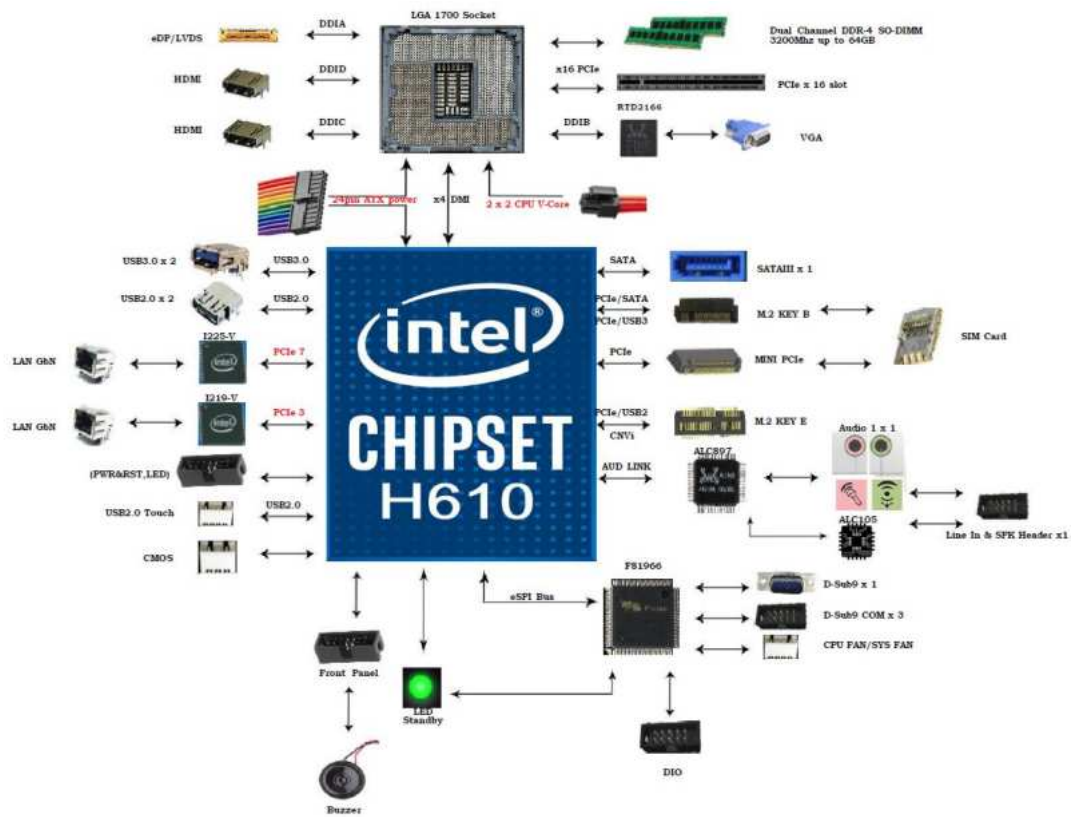 LGA 1700 Socket
eDP/LVDS
DDIA
Dual Channel DDR-4 SO-DIMM
3200Mhz up to 64GB
HDMI
DDID
x16 PCIe
PCIe x 16 slot
HDMI
DDIC
DDIB
RTD2166
VGA
24pin ATX power
x4 DMI
2 x 2 CPU V-Core
USB3.0 x 2
USB3.0
SATA
SATAIII x 1
USB2.0 x 2
USB2.0
PCIe/SATA
PCIe/USB3
M.2 KEY B
SIM Card
LAN GbN
I225-V
PCIe 7
PCIe
MINI PCIe
LAN GbN
I219-V
PCIe 3
PCIe/USB2
CNVi
M.2 KEY E
intel®
CHIPSET
H610
Audio 1 x 1
(PWR&RST,LED)
AUD LINK
ALC897
USB2.0 Touch
USB2.0
ALC105
Line In & SPK Header x1
CMOS
eSPI Bus
F81966
D-Sub9 x 1
D-Sub9 COM x 3
CPU FAN/SYS FAN
Front Panel
LED
Standby
DIO
Buzzer